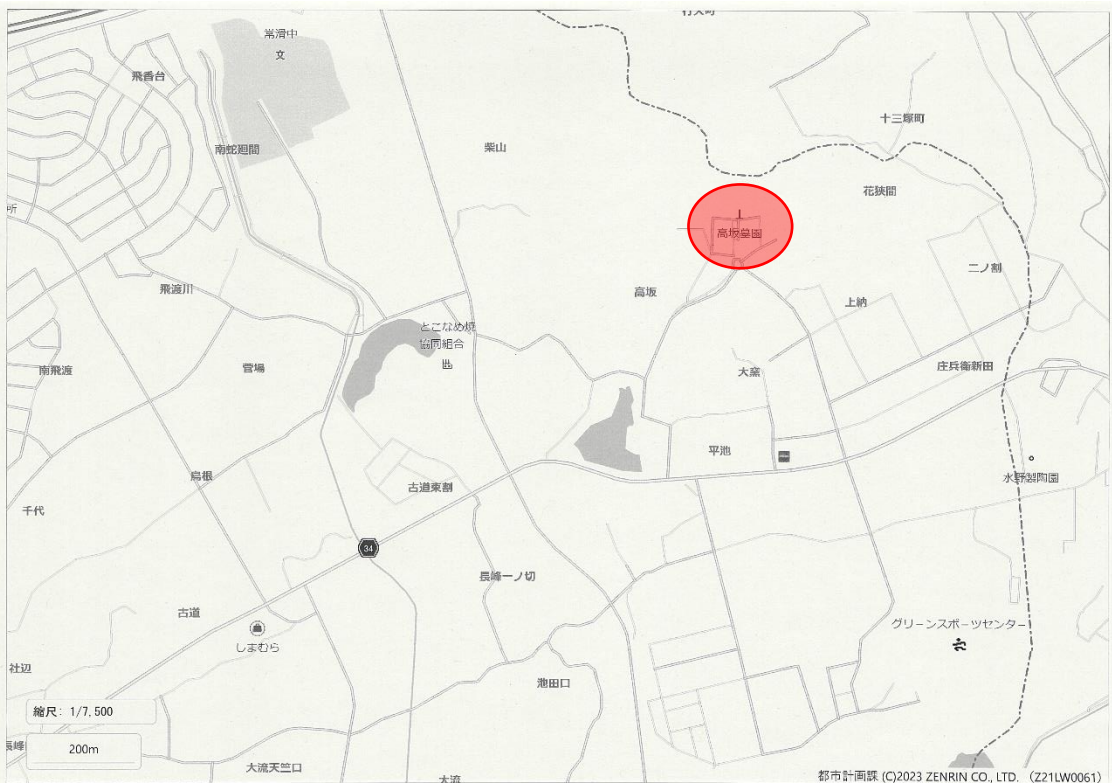 常滑中
飛香台
南蛇廻間
柴山
十三塚町
花狭間
高坂墓園
二ノ割
高坂
上納
飛渡川
とこなめ焼
協同組合
南飛渡
菅場
大窯
庄兵衛新田
平池
水野製陶園
烏根
古道東割
千代
34
長峰一ノ切
古道
しまむら
グリーンスポーツセンター
社辺
池田口
縮尺: 1/7,500
200m
大流天竺口
大流
都市計画課 (C)2023 ZENRIN CO., LTD. (Z21LW0061)